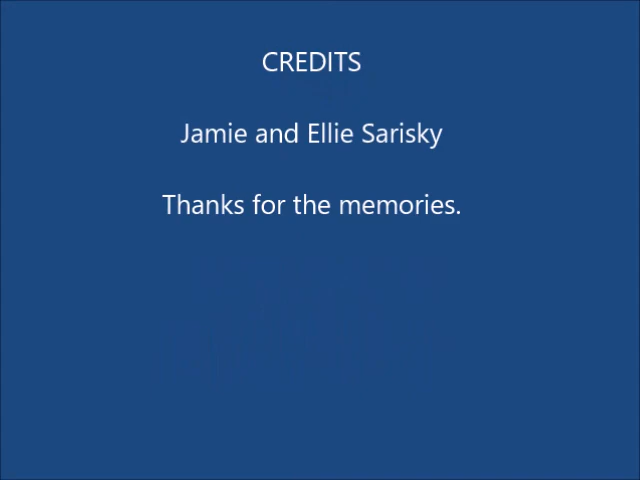 CREDITS
Jamie and Ellie Sarisky
Thanks for the memories.